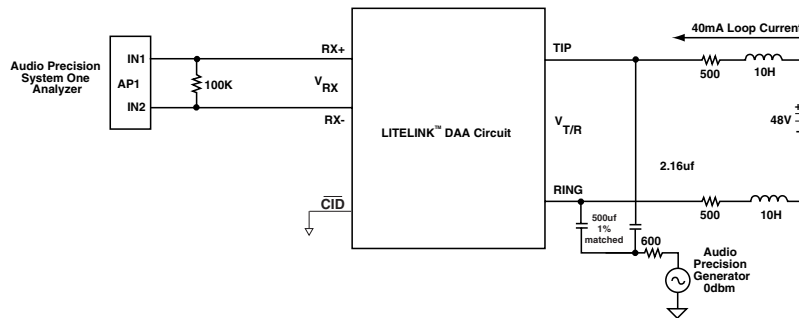 40mA Loop Current
Audio Precision
System One
Analyzer
IN1
AP1
IN2
100K
RX+
V
RX
RX-
LITELINK™ DAA Circuit
TIP
V
T/R
RING
CID
500
10H
+
48V
-
2.16uf
500
10H
500uf
1%
matched
600
Audio
Precision
Generator
0dbm